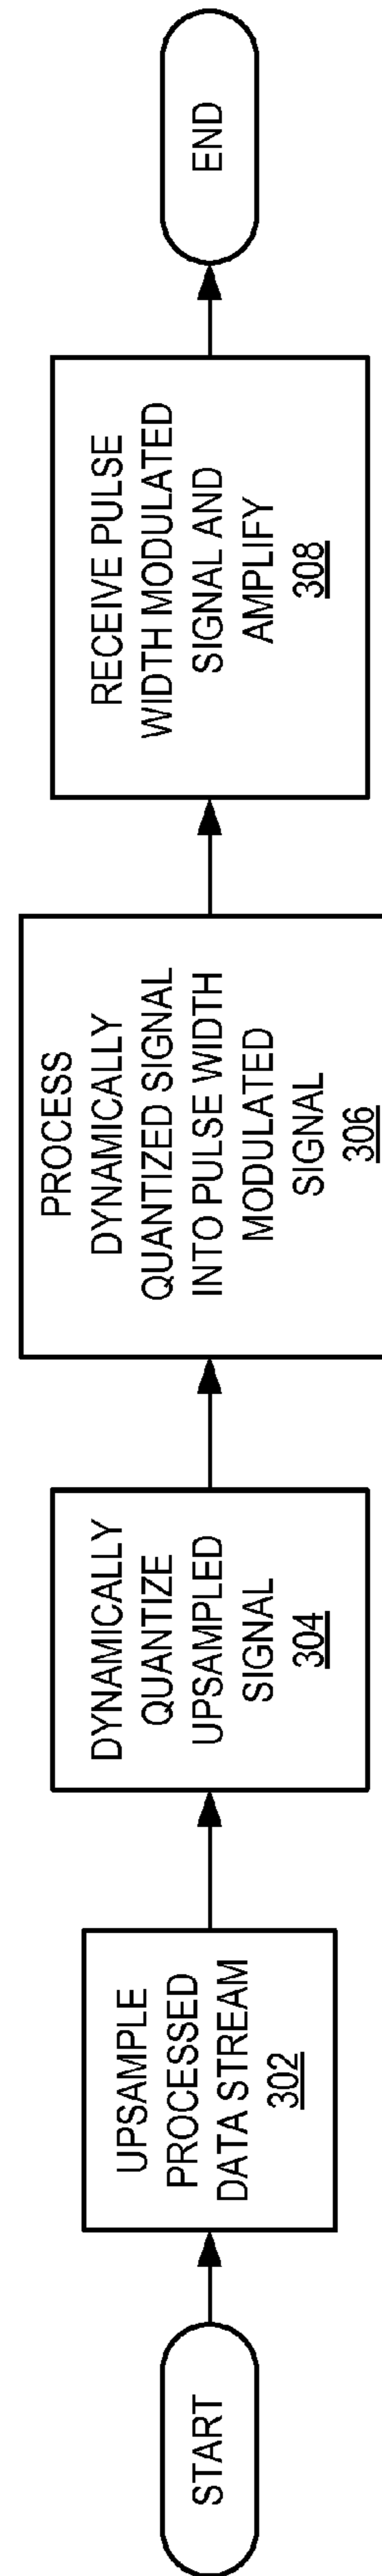 START
UPSAMPLE
PROCESSED
DATA STREAM
302
DYNAMICALLY
QUANTIZE
UPSAMPLED
SIGNAL
304
PROCESS
DYNAMICALLY
QUANTIZED SIGNAL
INTO PULSE WIDTH
MODULATED
SIGNAL
306
RECEIVE PULSE
WIDTH MODULATED
SIGNAL AND
AMPLIFY
308
END